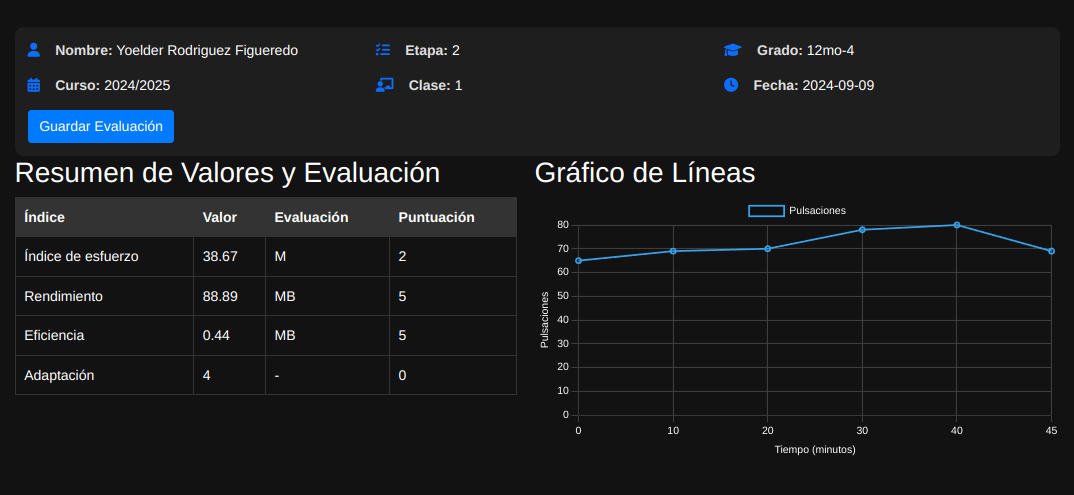 Nombre: Yoelder Rodriguez Figueredo
Etapa: 2
Grado: 12mo-4
Curso: 2024/2025
Clase: 1
Fecha: 2024-09-09
Guardar Evaluación
Resumen de Valores y Evaluación
Índice Valor Evaluación Puntuación
Índice de esfuerzo 38.67 M 2
Rendimiento 88.89 MB 5
Eficiencia 0.44 MB 5
Adaptación 4 - 0
Gráfico de Líneas
Pulsaciones
80
70
60
50
40
30
20
10
0
Pulsaciones
0 10 20 30 40 45
Tiempo (minutos)